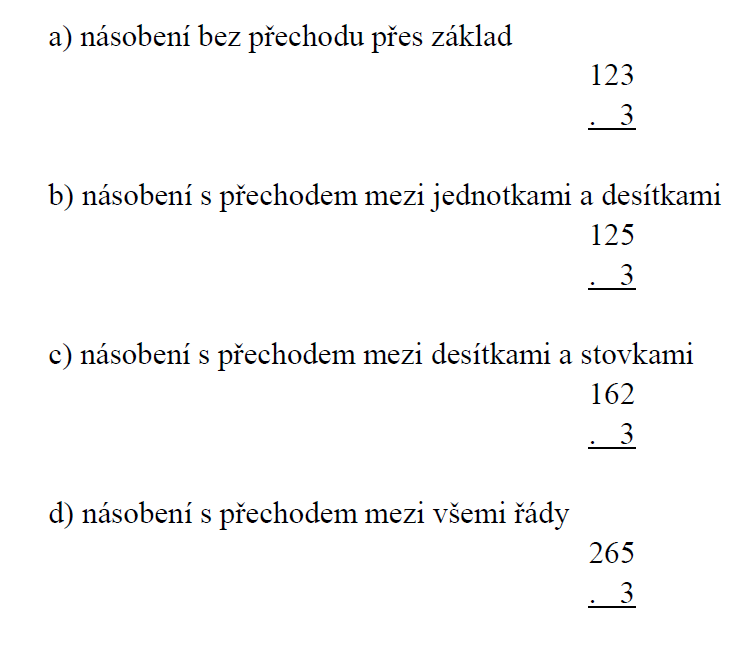 a) násobení bez přechodu přes základ
123
. 3
b) násobení s přechodem mezi jednotkami a desítkami
125
. 3
c) násobení s přechodem mezi desítkami a stovkami
162
. 3
d) násobení s přechodem mezi všemi řády
265
. 3